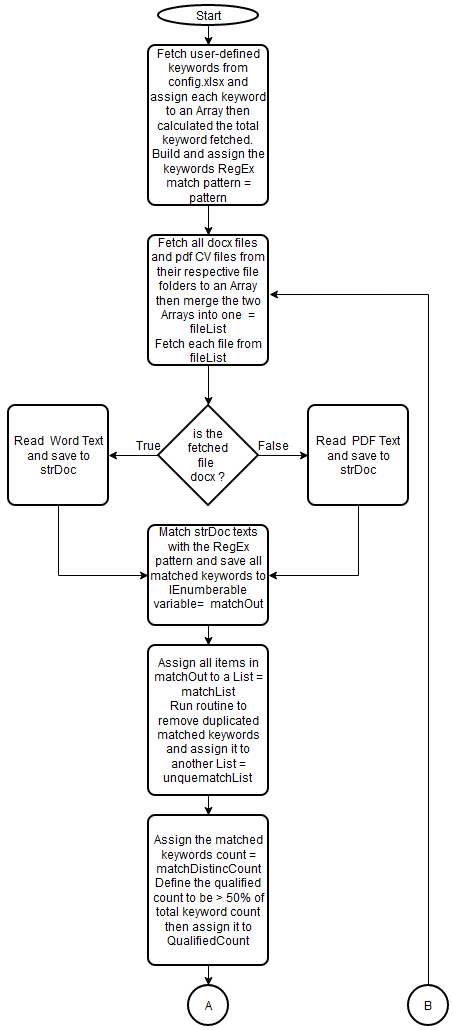 Start
Fetch user-defined
keywords from
config.xlsx and
assign each keyword
to an Array then
calculated the total
keyword fetched.
Build and assign the
keywords RegEx
match pattern =
pattern
Fetch all docx files
and pdf CV files from
their respective file
folders to an Array
then merge the two
Arrays into one  =
fileList
Fetch each file from
fileList
is the
fetched
file
docx ?
True
False
Read  Word Text
and save to
strDoc
Read  PDF Text
and save to
strDoc
Match strDoc texts
with the RegEx
pattern and save all
matched keywords to
IEnumberable
variable=  matchOut
Assign all items in
matchOut to a List =
matchList
Run routine to
remove duplicated
matched keywords
and assign it to
another List =
unquematchList
Assign the matched
keywords count =
matchDistincCount
Define the qualified
count to be > 50% of
total keyword count
then assign it to
QualifiedCount
A
B